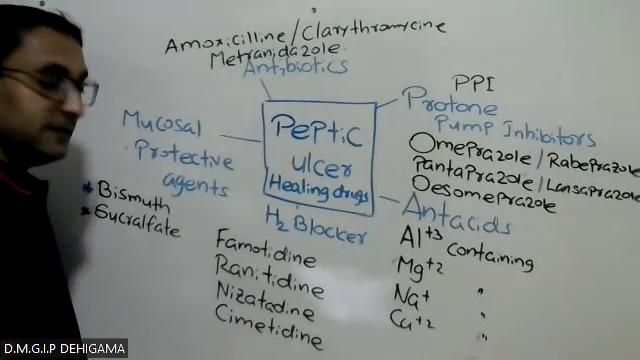 Amoxicilline/Clarythromycine
Metranidazole
Antibiotics
PPI
Protone
Pump Inhibitors
Omeprazole/Rabeprazole
Pantaprazole/Lansaprazole
Oesomeprazole
Mucosal
Protective
agents
* Bismuth
* Sucralfate
Peptic
ulcer
Healing drugs
H2 Blocker
Famotidine
Ranitidine
Nizatadine
Cimetidine
Antacids
Al+3 containing
Mg+2
Na+ "
Ca+2 "
"
D.M.G.I.P DEHIGAMA